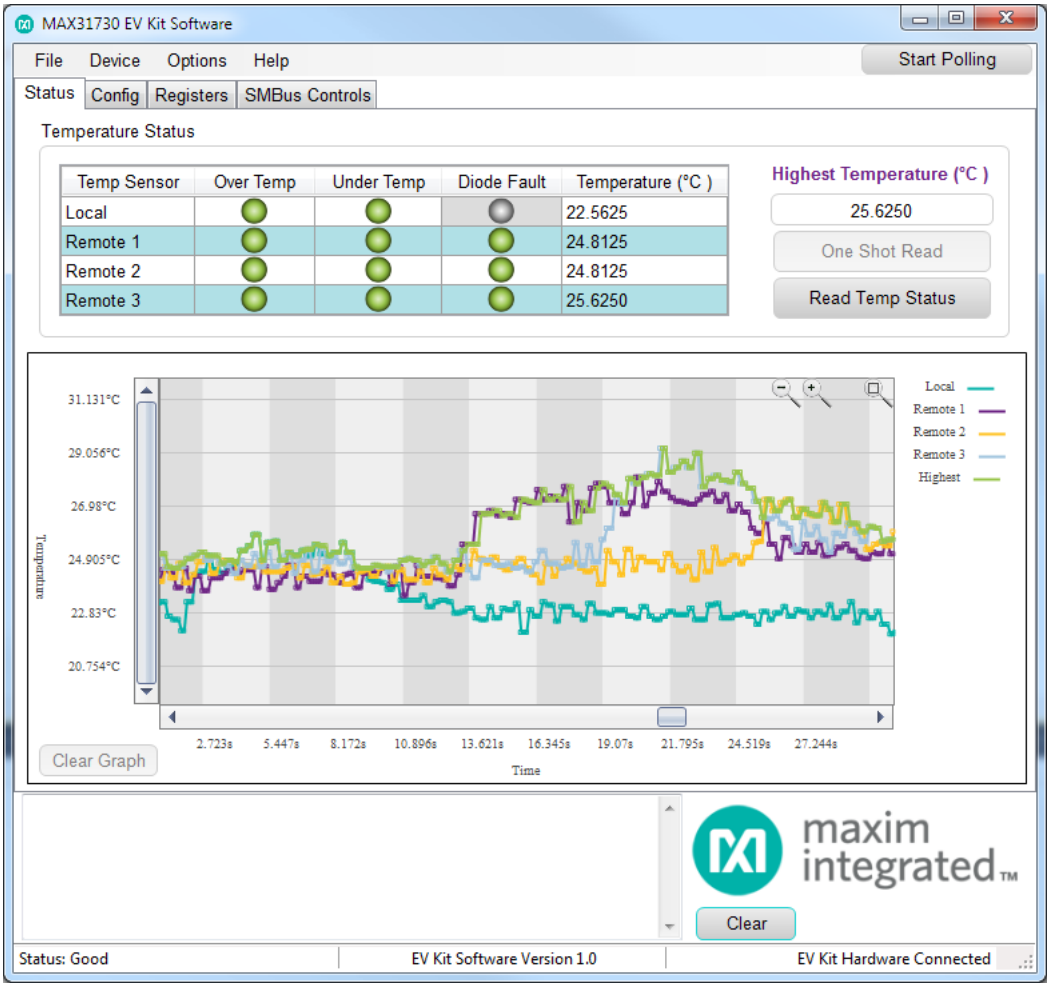 MAX31730 EV Kit Software
File Device Options Help Start Polling
Status Config Registers SMBus Controls
Temperature Status
Temp Sensor Over Temp Under Temp Diode Fault Temperature (°C )
Local 22.5625
Remote 1 24.8125
Remote 2 24.8125
Remote 3 25.6250
Highest Temperature (°C )
25.6250
One Shot Read
Read Temp Status
31.131°C
29.056°C
26.98°C
24.905°C
22.83°C
20.754°C
Temperature
Local
Remote 1
Remote 2
Remote 3
Highest
2.723s 5.447s 8.172s 10.896s 13.621s 16.345s 19.07s 21.795s 24.519s 27.244s
Time
Clear Graph
maxim
integrated™
Clear
Status: Good EV Kit Software Version 1.0 EV Kit Hardware Connected